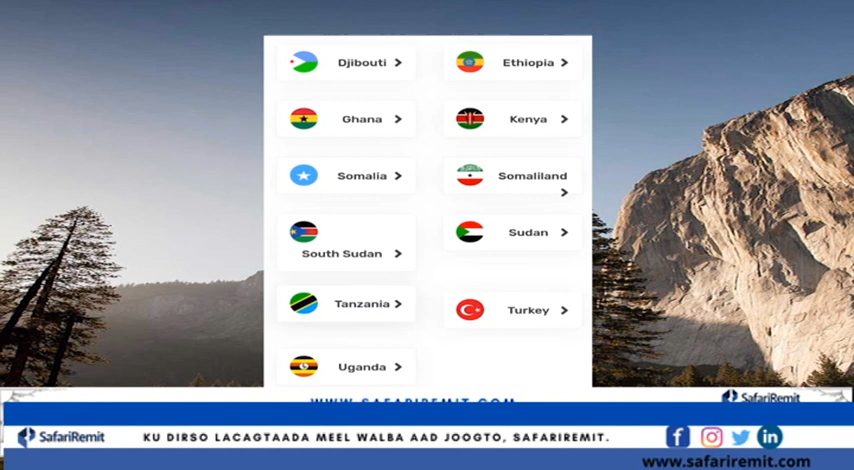 Djibouti
Ethiopia
Ghana
Kenya
Somalia
Somaliland
South Sudan
Sudan
Tanzania
Turkey
Uganda
WWW.SAFARIREMIT.COM
SafariRemit
SafariRemit
KU DIRSO LACAGTAADA MEEL WALBA AAD JOOGTO, SAFARIREMIT.
www.safariremit.com